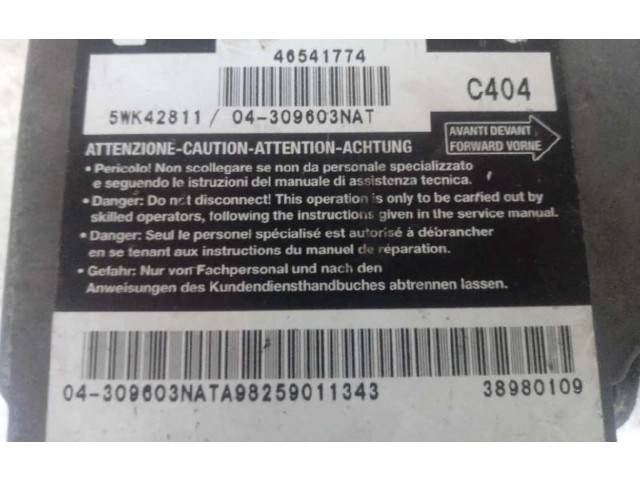 46541774
5WK42811 / 04-309603NAT
C404
ATTENZIONE-CAUTION-ATTENTION-ACHTUNG
AVANTI DEVANT
FORWARD VORNE
• Pericolo! Non scollegare se non da personale specializzato
e seguendo le istruzioni del manuale di assistenza tecnica.
• Danger: Do not disconnect! This operation is only to be carfied out by
skilled operators, following the instructions given in the service manual.
• Danger: Seul le personel spécialisé est autorisé à débrancher
en se tenant aux instructions du manuel de réparation.
• Gefahr: Nur von Fachpersonal und nach den
Anweisungen des Kundendiensthandbuches abtrennen lassen.
04-309603NATA98259011343
38980109